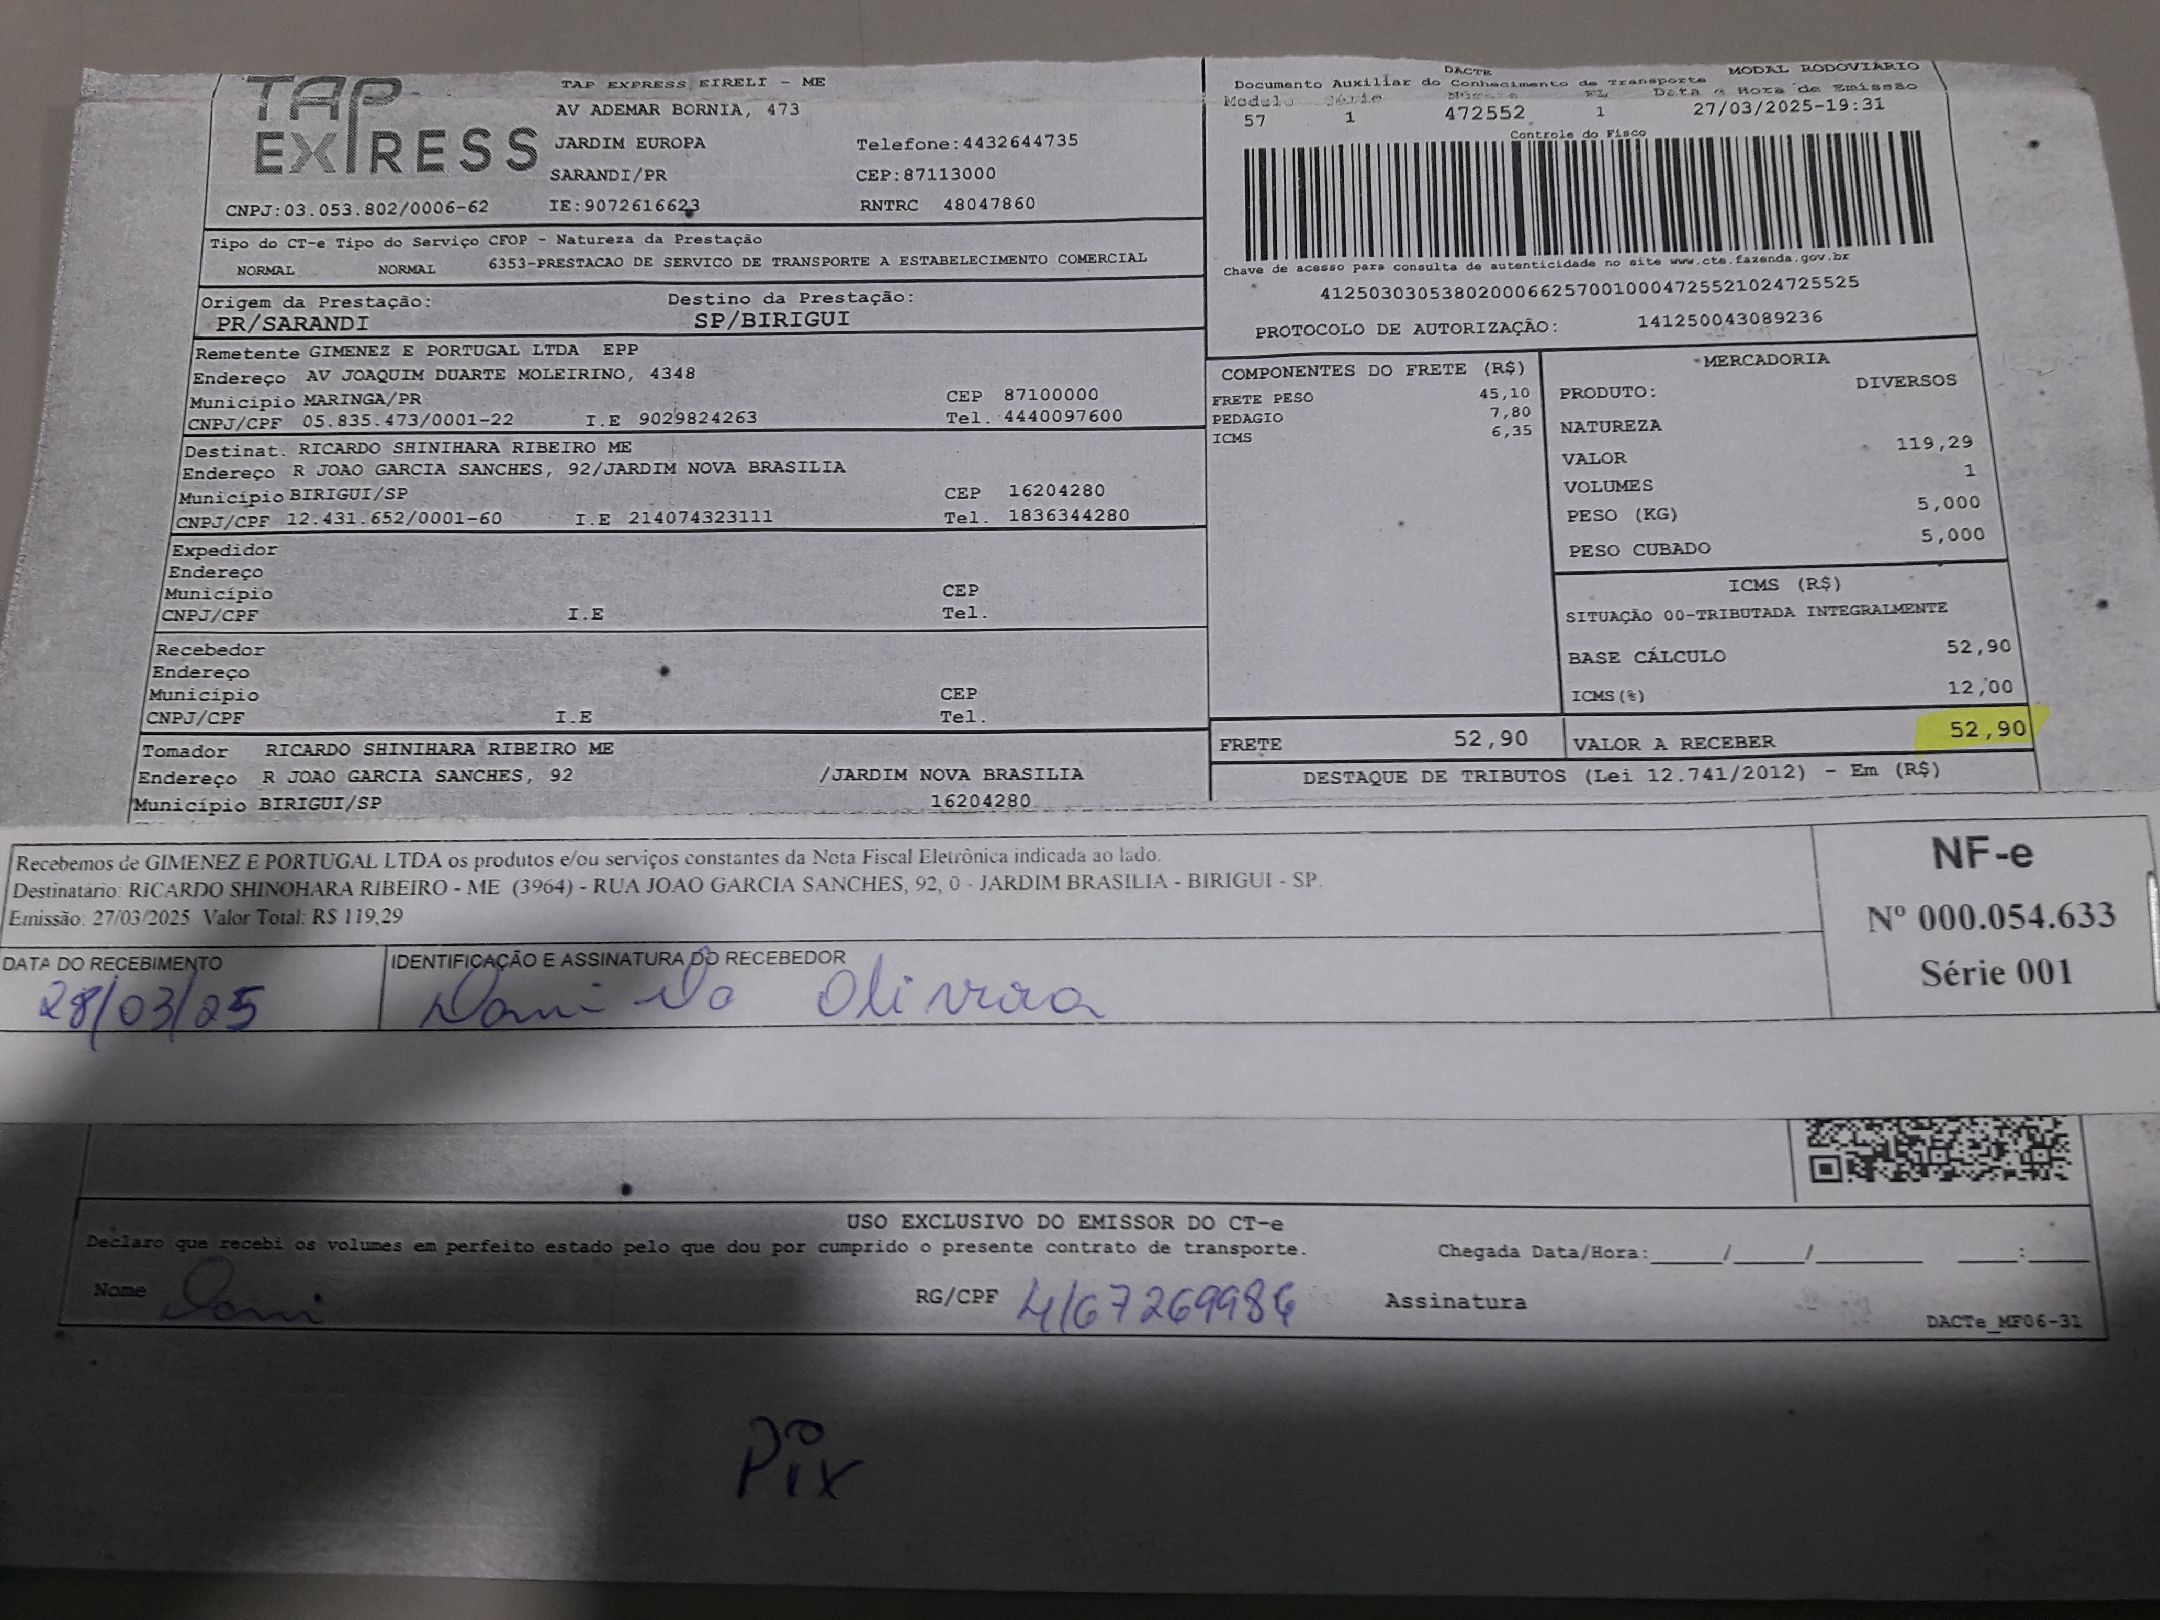 TAP EXPRESS
TAP EXPRESS EIRELI - ME
AV ADEMAR BORNIA, 473
JARDIM EUROPA Telefone:4432644735
SARANDI/PR CEP:87113000
CNPJ:03.053.802/0006-62 IE:9072616623 RNTRC 48047860
DACTE MODAL RODOVIÁRIO
Documento Auxiliar do Conhecimento de Transporte
Modelo Série Número FL Data e Hora de Emissão
57 1 472552 1 27/03/2025-19:31
Controle do Fisco
Chave de acesso para consulta de autenticidade no site www.cte.fazenda.gov.br
41250303053802000662570010004725521024725525
PROTOCOLO DE AUTORIZAÇÃO: 141250043089236
Tipo do CT-e Tipo do Serviço CFOP - Natureza da Prestação
NORMAL NORMAL 6353-PRESTACAO DE SERVICO DE TRANSPORTE A ESTABELECIMENTO COMERCIAL
Origem da Prestação: Destino da Prestação:
PR/SARANDI SP/BIRIGUI
Remetente GIMENEZ E PORTUGAL LTDA EPP
Endereço AV JOAQUIM DUARTE MOLEIRINO, 4348
Município MARINGA/PR CEP 87100000
CNPJ/CPF 05.835.473/0001-22 I.E 9029824263 Tel. 4440097600
Destinat. RICARDO SHINIHARA RIBEIRO ME
Endereço R JOAO GARCIA SANCHES, 92/JARDIM NOVA BRASILIA
Município BIRIGUI/SP CEP 16204280
CNPJ/CPF 12.431.652/0001-60 I.E 214074323111 Tel. 1836344280
Expedidor
Endereço
Município CEP
CNPJ/CPF I.E Tel.
Recebedor
Endereço
Município CEP
CNPJ/CPF I.E Tel.
Tomador RICARDO SHINIHARA RIBEIRO ME
Endereço R JOAO GARCIA SANCHES, 92 /JARDIM NOVA BRASILIA
Município BIRIGUI/SP 16204280
COMPONENTES DO FRETE (R$)
FRETE PESO 45,10
PEDAGIO 7,80
ICMS 6,35
MERCADORIA
PRODUTO: DIVERSOS
NATUREZA
VALOR 119,29
VOLUMES 1
PESO (KG) 5,000
PESO CUBADO 5,000
ICMS (R$)
SITUAÇÃO 00-TRIBUTADA INTEGRALMENTE
BASE CÁLCULO 52,90
ICMS(%) 12,00
FRETE 52,90 VALOR A RECEBER 52,90
DESTAQUE DE TRIBUTOS (Lei 12.741/2012) - Em (R$)
Recebemos de GIMENEZ E PORTUGAL LTDA os produtos e/ou serviços constantes da Nota Fiscal Eletrônica indicada ao lado.
Destinatário: RICARDO SHINOHARA RIBEIRO - ME (3964) - RUA JOAO GARCIA SANCHES, 92, 0 - JARDIM BRASILIA - BIRIGUI - SP.
Emissão: 27/03/2025 Valor Total: R$ 119,29
NF-e
Nº 000.054.633
Série 001
DATA DO RECEBIMENTO IDENTIFICAÇÃO E ASSINATURA DO RECEBEDOR
28/03/25
USO EXCLUSIVO DO EMISSOR DO CT-e
Declaro que recebi os volumes em perfeito estado pelo que dou por cumprido o presente contrato de transporte. Chegada Data/Hora:_____/_____/_______ ____:____
Nome RG/CPF Assinatura
DACTe_MF06-31
Pix